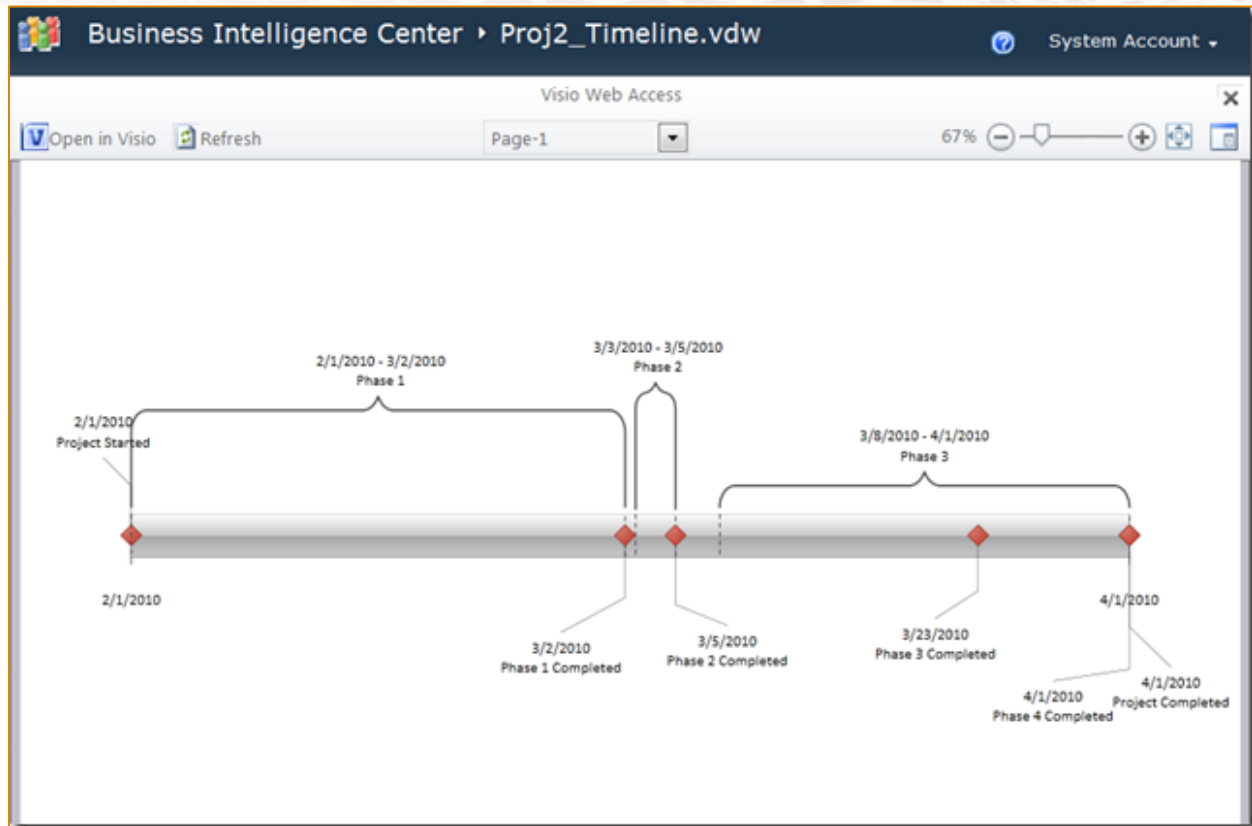 Business Intelligence Center ▸ Proj2_Timeline.vdw
System Account
Visio Web Access
Open in Visio
Refresh
Page-1
67%
2/1/2010 - 3/2/2010
Phase 1
3/3/2010 - 3/5/2010
Phase 2
2/1/2010
Project Started
3/8/2010 - 4/1/2010
Phase 3
2/1/2010
4/1/2010
3/2/2010
Phase 1 Completed
3/5/2010
Phase 2 Completed
3/23/2010
Phase 3 Completed
4/1/2010
Phase 4 Completed
4/1/2010
Project Completed